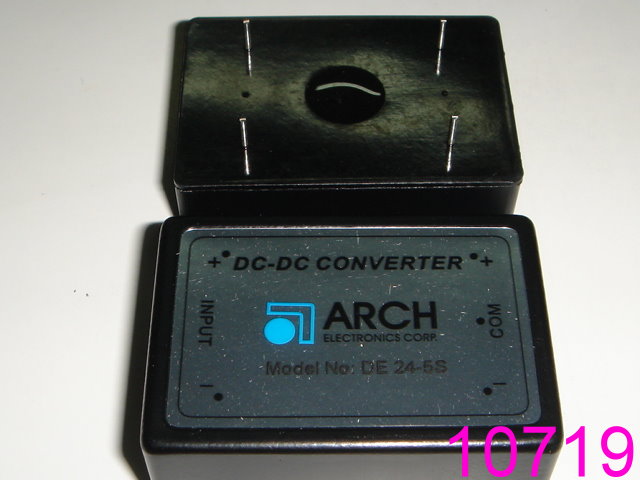 + DC-DC CONVERTER +
INPUT
ARCH
ELECTRONICS CORP.
COM
Model No: DE 24-5S
- -
10719